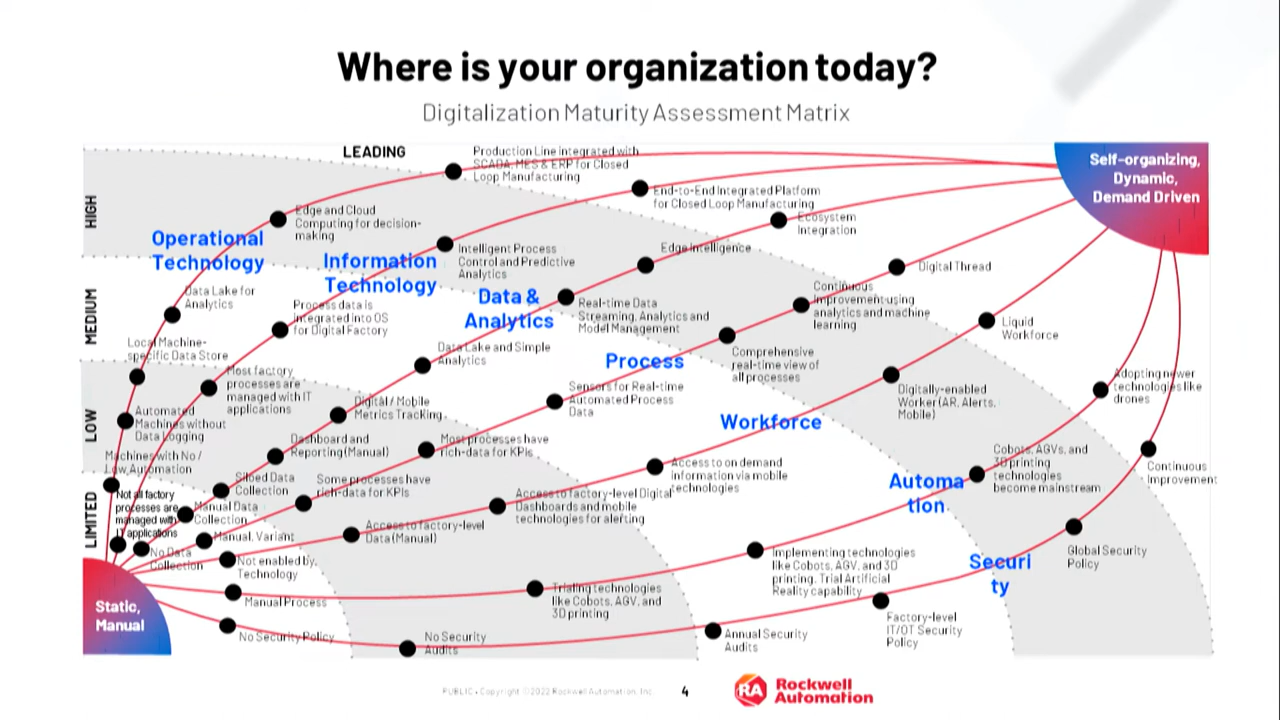 Where is your organization today?
Digitalization Maturity Assessment Matrix
LEADING
HIGH
MEDIUM
LOW
LIMITED
Self-organizing,
Dynamic,
Demand Driven
Static,
Manual
Operational
Technology
Machines with No /
Low Automation
Automated
Machines without
Data Logging
Local Machine-
specific Data Store
Data Lake for
Analytics
Edge and Cloud
Computing for decision-
making
Production Line integrated with
SCADA, MES & ERP for Closed
Loop Manufacturing
Information
Technology
Not all factory
processes are
managed with
IT applications
Most factory
processes are
managed with IT
applications
Process data is
integrated into OS
for Digital Factory
Intelligent Process
Control and Predictive
Analytics
End-to-End Integrated Platform
for Closed Loop Manufacturing
Data &
Analytics
No Data
Collection
Manual Data
Collection
Siloed Data
Collection
Dashboard and
Reporting (Manual)
Digital / Mobile
Metrics Tracking
Data Lake and Simple
Analytics
Real-time Data
Streaming, Analytics and
Model Management
Edge Intelligence
Ecosystem
Integration
Process
Manual, Variant
Some processes have
rich-data for KPIs
Most processes have
rich-data for KPIs
Sensors for Real-time
Automated Process
Data
Comprehensive
real-time view of
all processes
Continuous
Improvement using
analytics and machine
learning
Digital Thread
Workforce
Not enabled by
Technology
Access to factory-level
Data (Manual)
Access to factory-level Digital
Dashboards and mobile
technologies for alerting
Access to on demand
information via mobile
technologies
Digitally-enabled
Worker (AR, Alerts,
Mobile)
Liquid
Workforce
Automa
tion
Manual Process
Trialing technologies
like Cobots, AGV, and
3D printing
Implementing technologies
like Cobots, AGV, and 3D
printing. Trial Artificial
Reality capability
Cobots, AGVs, and
3D printing
technologies
become mainstream
Adopting newer
technologies like
drones
Securi
ty
No Security Policy
No Security
Audits
Annual Security
Audits
Factory-level
IT/OT Security
Policy
Global Security
Policy
Continuous
Improvement
PUBLIC • Copyright ©2022 Rockwell Automation, Inc.
4
RA
Rockwell
Automation